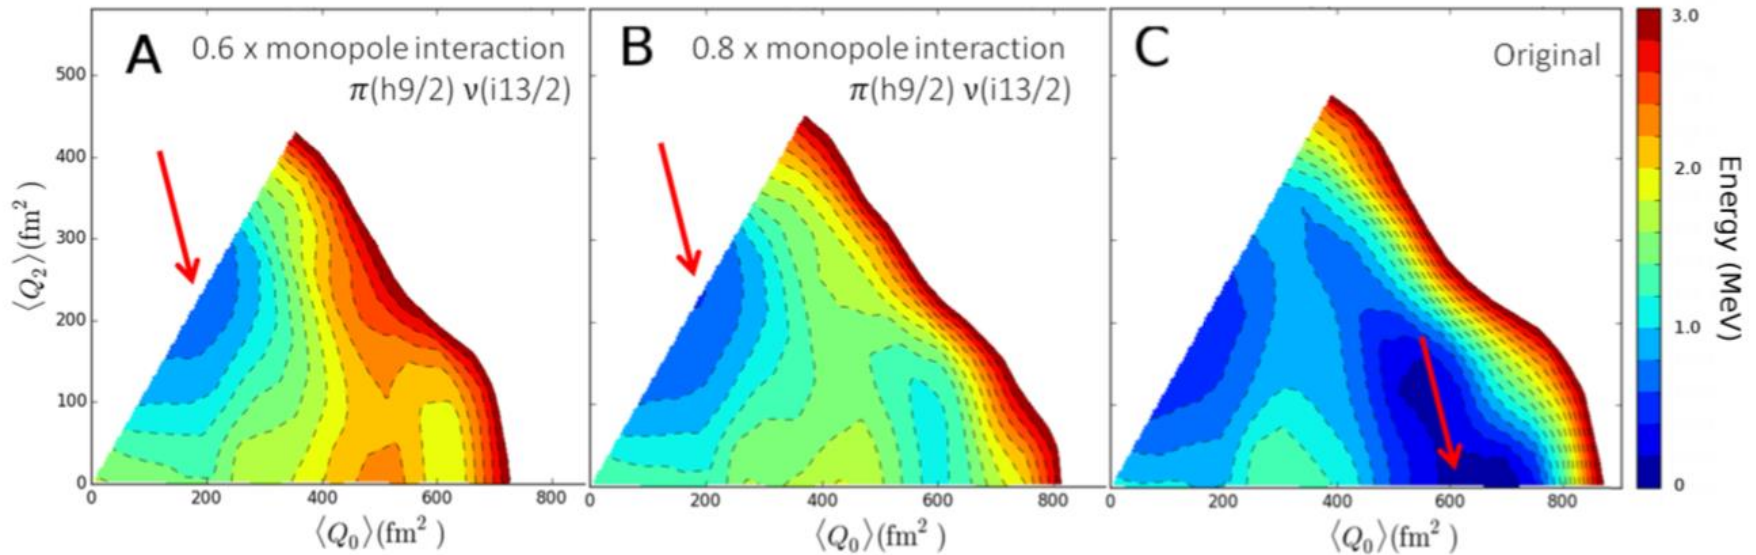 A
0.6 x monopole interaction
π(h9/2) ν(i13/2)
B
0.8 x monopole interaction
π(h9/2) ν(i13/2)
C
Original
3.0
2.0
1.0
0
Energy (MeV)
500
400
300
200
100
0
⟨Q₂⟩(fm²)
0 200 400 600 800
0 200 400 600 800
0 200 400 600 800
⟨Q₀⟩(fm²)
⟨Q₀⟩(fm²)
⟨Q₀⟩(fm²)